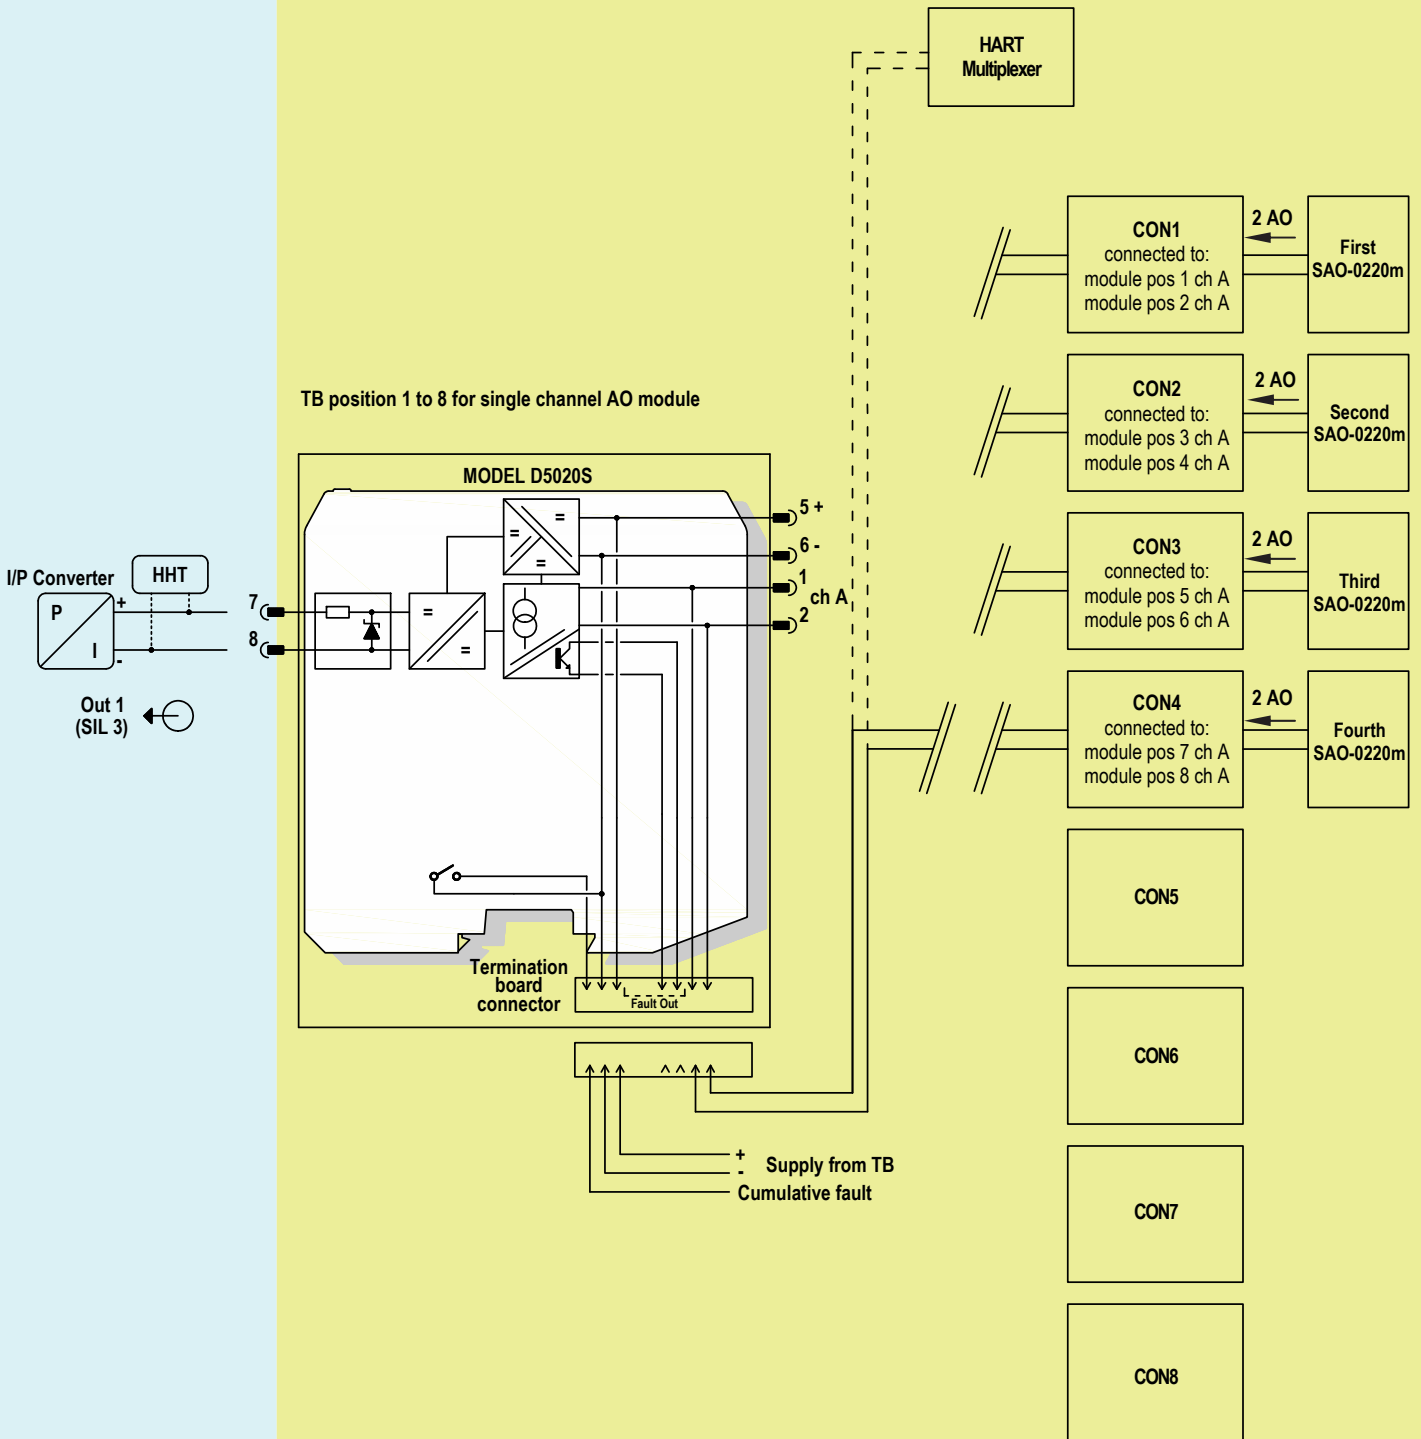 HART
Multiplexer
CON1
connected to:
module pos 1 ch A
module pos 2 ch A
2 AO
First
SAO-0220m
CON2
connected to:
module pos 3 ch A
module pos 4 ch A
2 AO
Second
SAO-0220m
TB position 1 to 8 for single channel AO module
MODEL D5020S
5 +
6 -
1
ch A
2
CON3
connected to:
module pos 5 ch A
module pos 6 ch A
2 AO
Third
SAO-0220m
I/P Converter
HHT
P
I
+
-
7
8
=
=
=
=
=
Out 1
(SIL 3)
CON4
connected to:
module pos 7 ch A
module pos 8 ch A
2 AO
Fourth
SAO-0220m
CON5
Termination
board
connector
Fault Out
CON6
+
-
Supply from TB
Cumulative fault
CON7
CON8